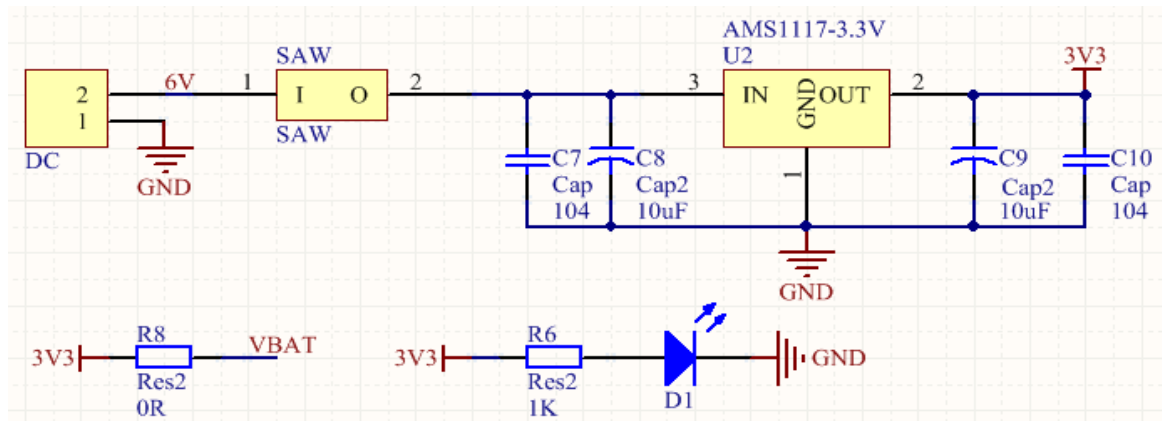 AMS1117-3.3V
SAW
U2
3V3
2
6V
1
I
O
2
3
IN
GND
OUT
2
1
SAW
DC
GND
C7
C8
C9
C10
Cap
Cap2
1
Cap2
Cap
104
10uF
10uF
104
GND
R8
R6
3V3
VBAT
3V3
GND
Res2
Res2
D1
0R
1K